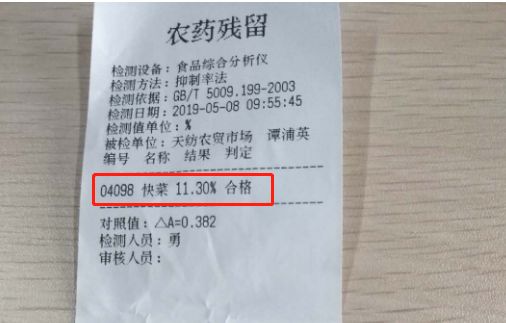 农药残留
检测设备：食品综合分析仪
检测方法：抑制率法
检测依据：GB/T 5009.199-2003
检测日期：2019-05-08 09:55:45
检测值单位：%
被检单位：天纺农贸市场 谭浦英
编号 名称 结果 判定
04098 快菜 11.30% 合格
对照值：△A=0.382
检测人员：勇
审核人员：